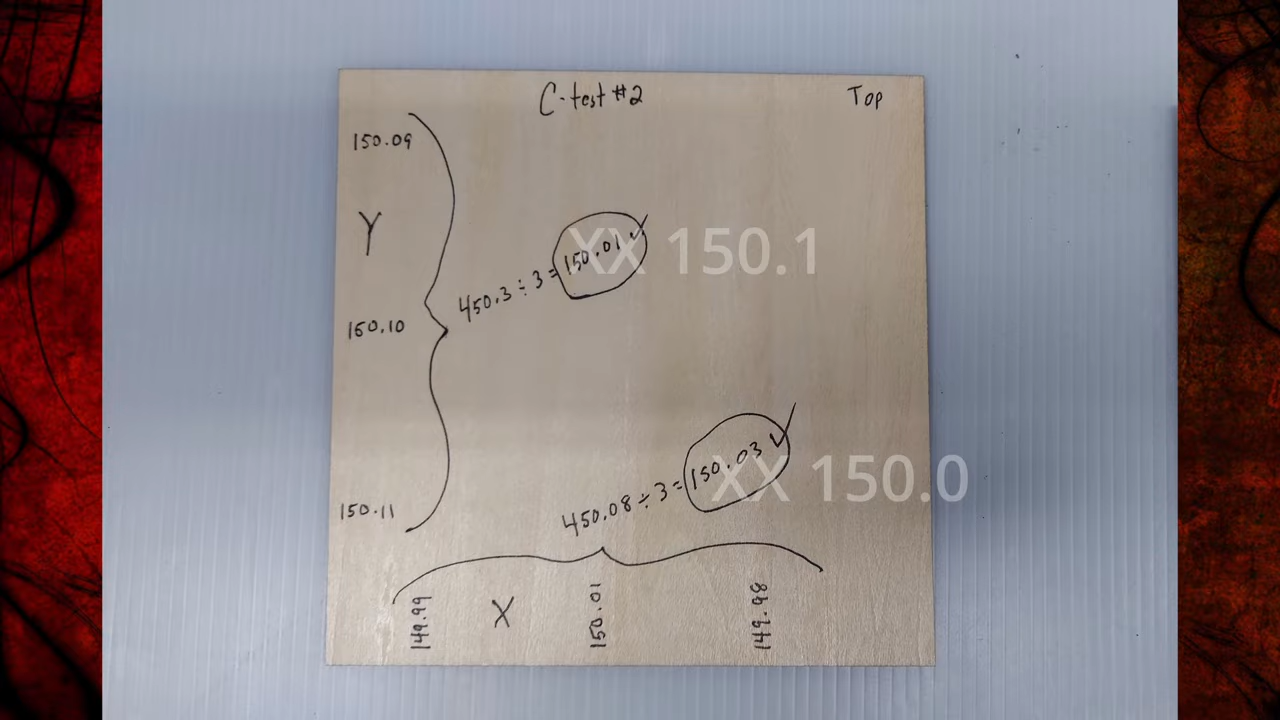 C-test #2
Top
150.09
Y
450.3 ÷ 3 = 150.01 ✓
XX 150.1
150.10
150.11
450.08 ÷ 3 = 150.03 ✓
XX 150.0
149.99
X
150.01
149.98